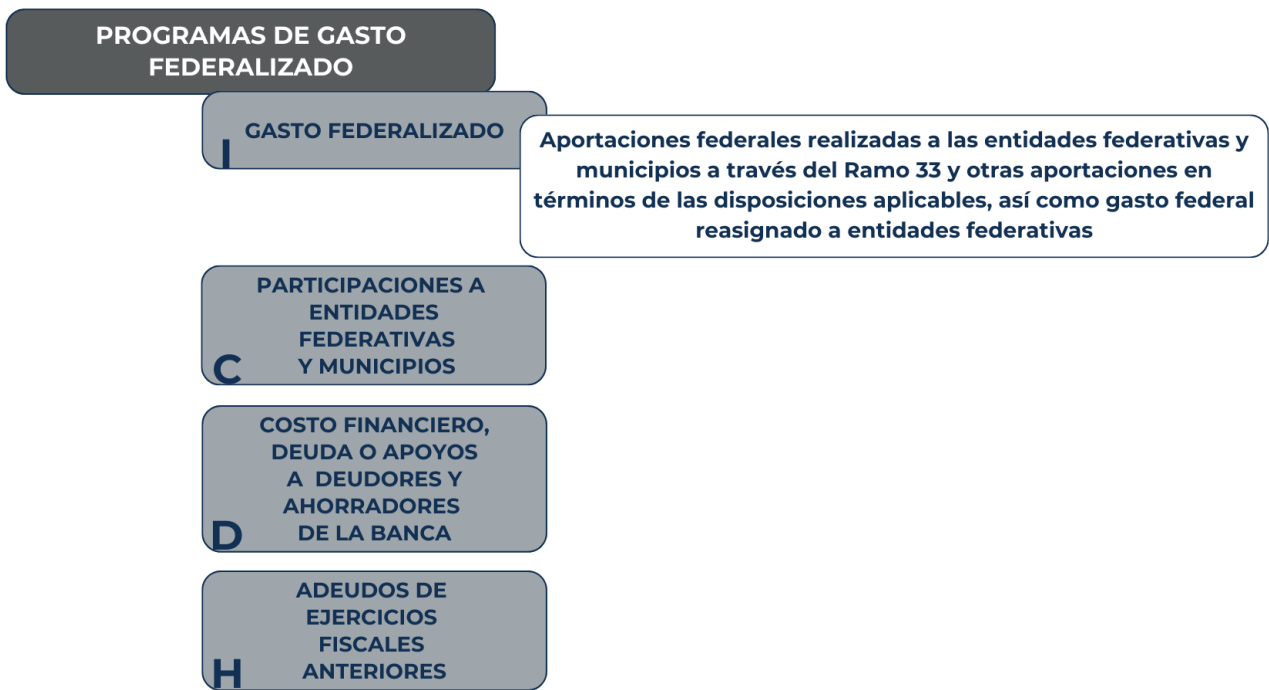 PROGRAMAS DE GASTO
FEDERALIZADO
GASTO FEDERALIZADO
I
Aportaciones federales realizadas a las entidades federativas y
municipios a través del Ramo 33 y otras aportaciones en
términos de las disposiciones aplicables, así como gasto federal
reasignado a entidades federativas
PARTICIPACIONES A
ENTIDADES
FEDERATIVAS
Y MUNICIPIOS
C
COSTO FINANCIERO,
DEUDA O APOYOS
A DEUDORES Y
AHORRADORES
DE LA BANCA
D
ADEUDOS DE
EJERCICIOS
FISCALES
ANTERIORES
H